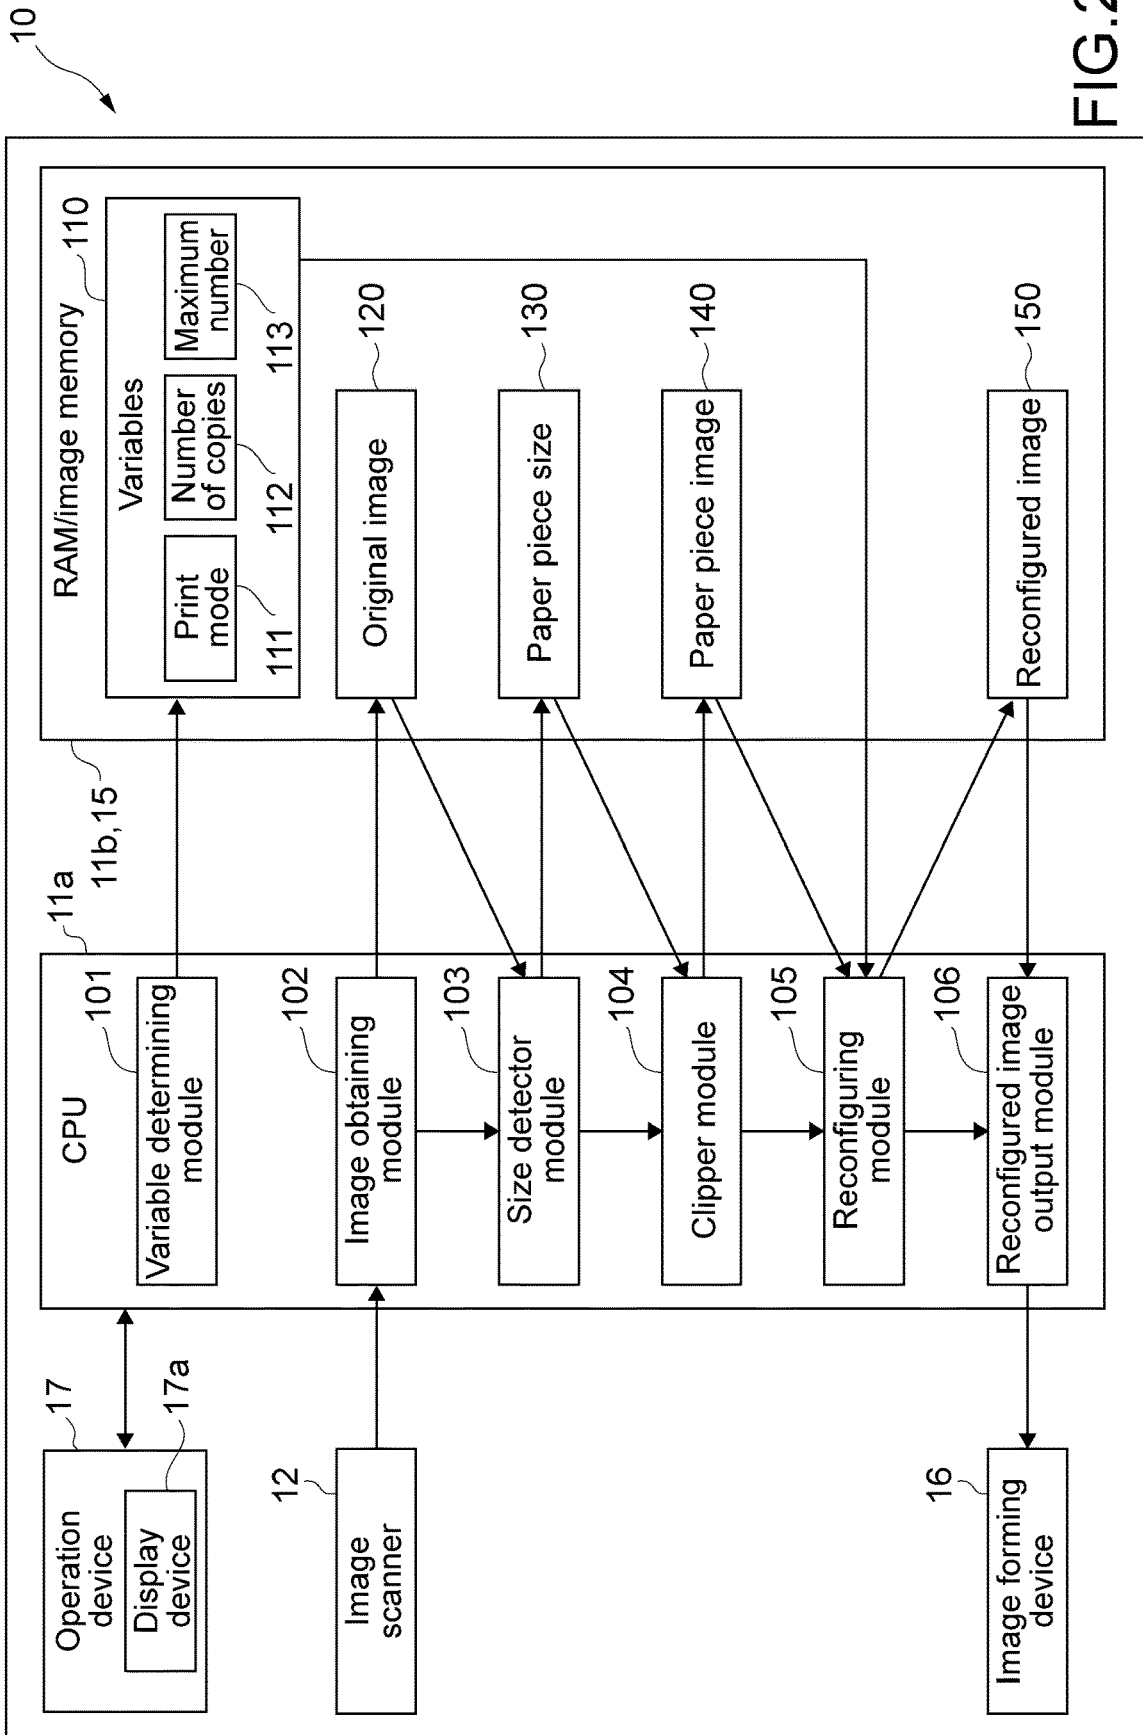 10
Operation
device
17
Display
device
17a
Image
scanner
12
Image forming
device
16
CPU
11a
Variable determining
module
101
Image obtaining
module
102
Size detector
module
103
Clipper module
104
Reconfiguring
module
105
Reconfigured image
output module
106
RAM/image memory
11b,15
Variables
110
Print
mode
111
Number
of copies
112
Maximum
number
113
Original image
120
Paper piece size
130
Paper piece image
140
Reconfigured image
150
FIG.2